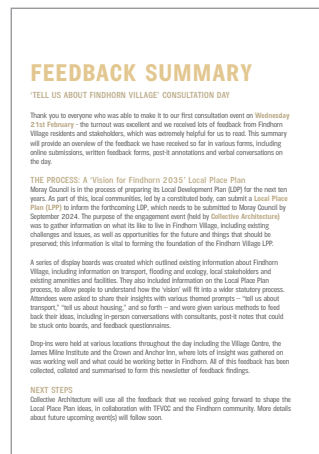 FEEDBACK SUMMARY
'TELL US ABOUT FINDHORN VILLAGE' CONSULTATION DAY
Thank you to everyone who was able to make it to our first consultation event on Wednesday
21st February - the turnout was excellent and we received lots of feedback from Findhorn
Village residents and stakeholders, which was extremely helpful for us to read. This summary
will provide an overview of the feedback we have received so far in various forms, including
online submissions, written feedback forms, post-it annotations and verbal conversations on
the day.
THE PROCESS: A 'Vision for Findhorn 2035' Local Place Plan
Moray Council is in the process of preparing its Local Development Plan (LDP) for the next ten
years. As part of this, local communities, led by a constituted body, can submit a Local Place
Plan (LPP) to inform the forthcoming LDP, which needs to be submitted to Moray Council by
September 2024. The purpose of the engagement event (held by Collective Architecture)
was to gather information on what its like to live in Findhorn Village, including existing
challenges and issues, as well as opportunities for the future and things that should be
preserved; this information is vital to forming the foundation of the Findhorn Village LPP.
A series of display boards was created which outlined existing information about Findhorn
Village, including information on transport, flooding and ecology, local stakeholders and
existing amenities and facilities. They also included information on the Local Place Plan
process, to allow people to understand how the 'vision' will fit into a wider statutory process.
Attendees were asked to share their insights with various themed prompts – "tell us about
transport," "tell us about housing," and so forth – and were given various methods to feed
back their ideas, including in-person conversations with consultants, post-it notes that could
be stuck onto boards, and feedback questionnaires.
Drop-ins were held at various locations throughout the day including the Village Centre, the
James Milne Institute and the Crown and Anchor Inn, where lots of insight was gathered on
was working well and what could be working better in Findhorn. All of this feedback has been
collected, collated and summarised to form this newsletter of feedback findings.
NEXT STEPS
Collective Architecture will use all the feedback that we received going forward to shape the
Local Place Plan ideas, in collaboration with TFVCC and the Findhorn community. More details
about future upcoming event(s) will follow soon.